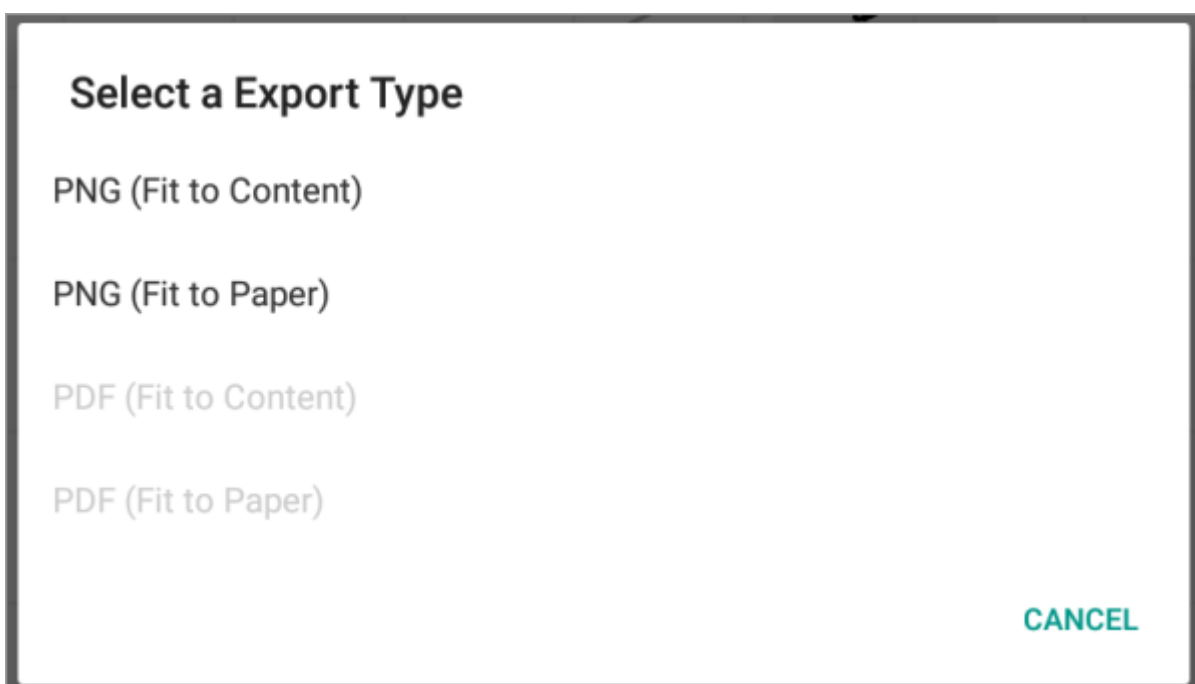 Select a Export Type
PNG (Fit to Content)
PNG (Fit to Paper)
PDF (Fit to Content)
PDF (Fit to Paper)
CANCEL